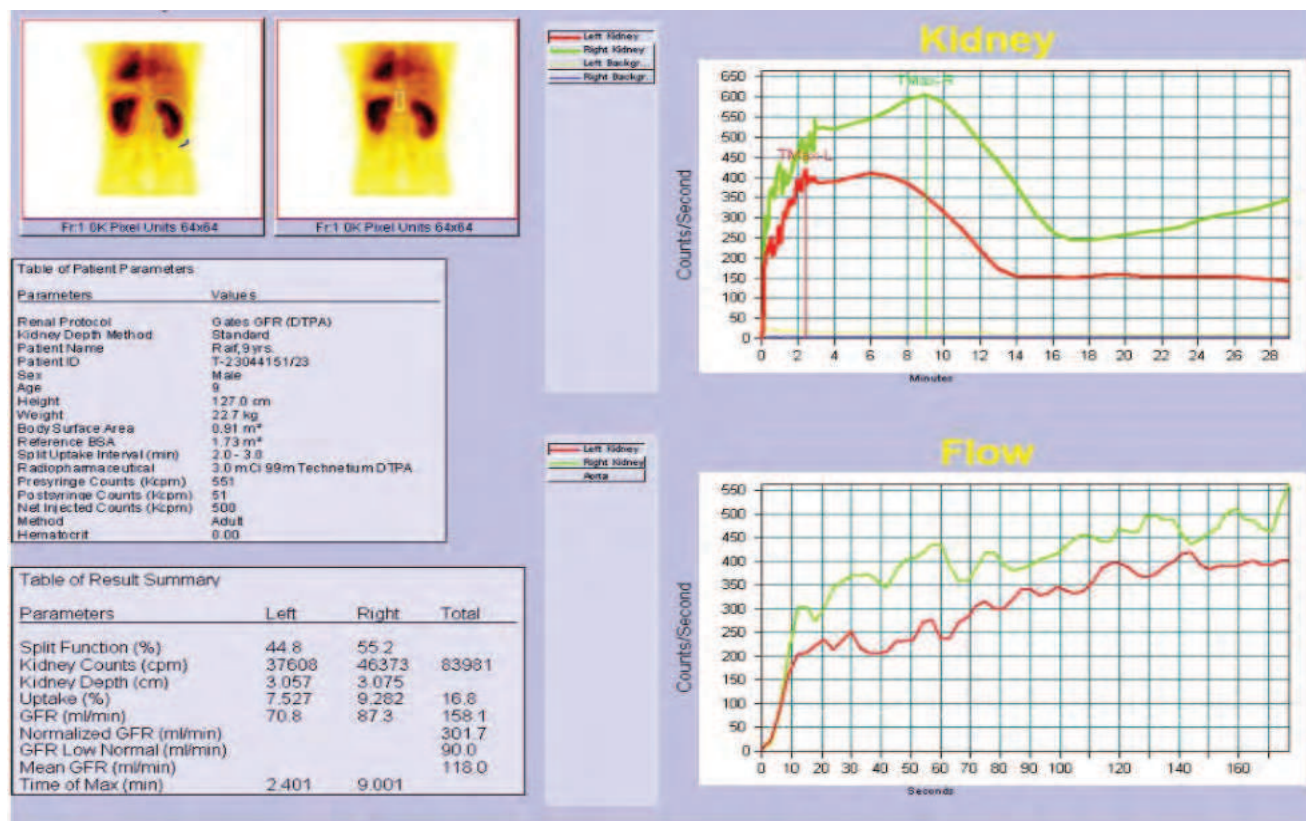 Fr:1 0K Pixel Units 64x64
Fr:1 0K Pixel Units 64x64
Table of Patient Parameters
Parameters Values
Renal Protocol Gates GFR (DTPA)
Kidney Depth Method Standard
Patient Name Raif, 9 yrs.
Patient ID T-23044151/23
Sex Male
Age 9
Height 127.0 cm
Weight 22.7 kg
Body Surface Area 0.91 m²
Reference BSA 1.73 m²
Split Uptake Interval (min) 2.0 - 3.0
Radiopharmaceutical 3.0 mCi 99m Technetium DTPA
Presyringe Counts (Kcpm) 551
Postsyringe Counts (Kcpm) 51
Net Injected Counts (Kcpm) 500
Method Adult
Hematocrit 0.00
Table of Result Summary
Parameters Left Right Total
Split Function (%) 44.8 55.2
Kidney Counts (cpm) 37608 46373 83981
Kidney Depth (cm) 3.057 3.075
Uptake (%) 7.527 9.282 16.8
GFR (ml/min) 70.8 87.3 158.1
Normalized GFR (ml/min) 301.7
GFR Low Normal (ml/min) 90.0
Mean GFR (ml/min) 118.0
Time of Max (min) 2.401 9.001
Left Kidney
Right Kidney
Left Backgr...
Right Backgr...
Kidney
TMax-R
TMax-L
Counts/Second
650
600
550
500
450
400
350
300
250
200
150
100
50
0
0 2 4 6 8 10 12 14 16 18 20 22 24 26 28
Minutes
Left Kidney
Right Kidney
Aorta
Flow
Counts/Second
550
500
450
400
350
300
250
200
150
100
50
0
0 10 20 30 40 50 60 70 80 90 100 120 140 160
Seconds